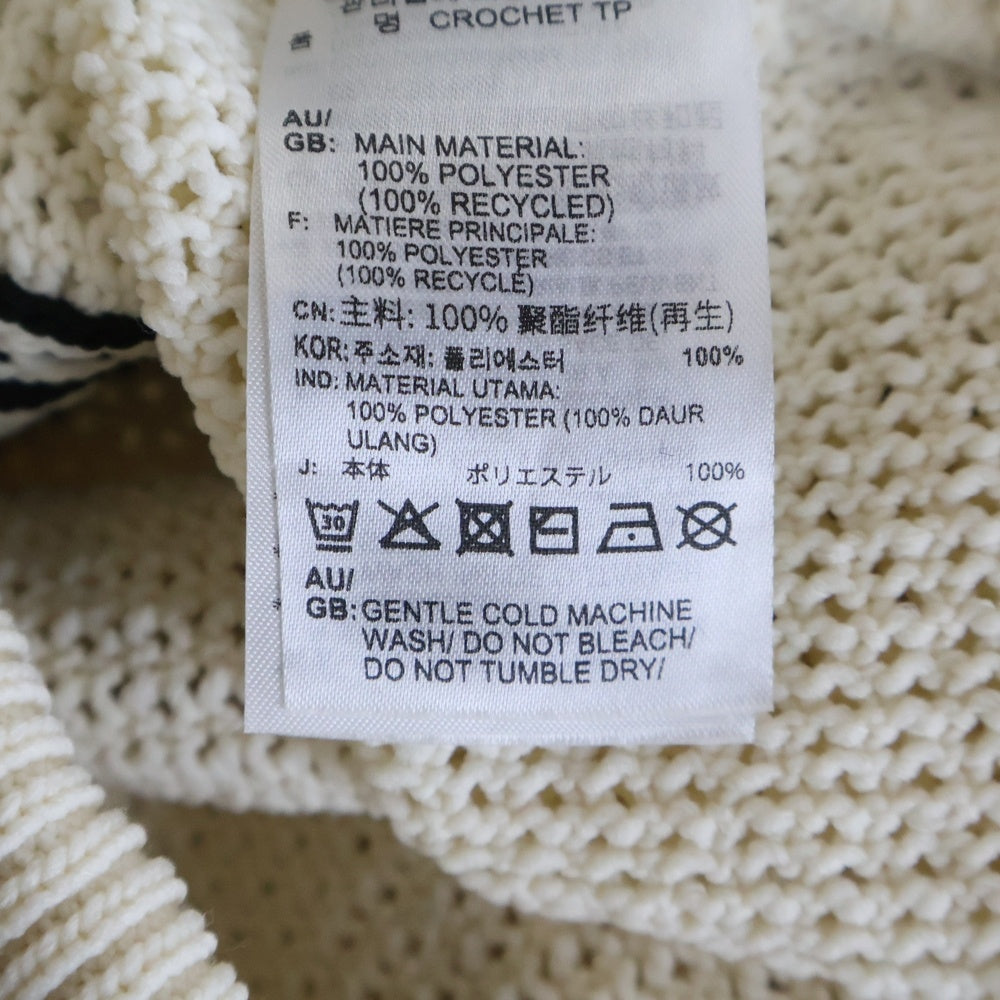 명 CROCHET TP
AU/
GB: MAIN MATERIAL:
100% POLYESTER
(100% RECYCLED)
F: MATIERE PRINCIPALE:
100% POLYESTER
(100% RECYCLÉ)
CN: 主料: 100% 聚酯纤维(再生)
KOR: 주소재: 폴리에스터 100%
IND: MATERIAL UTAMA:
100% POLYESTER (100% DAUR
ULANG)
J: 本体 ポリエステル 100%
30
AU/
GB: GENTLE COLD MACHINE
WASH/ DO NOT BLEACH/
DO NOT TUMBLE DRY/